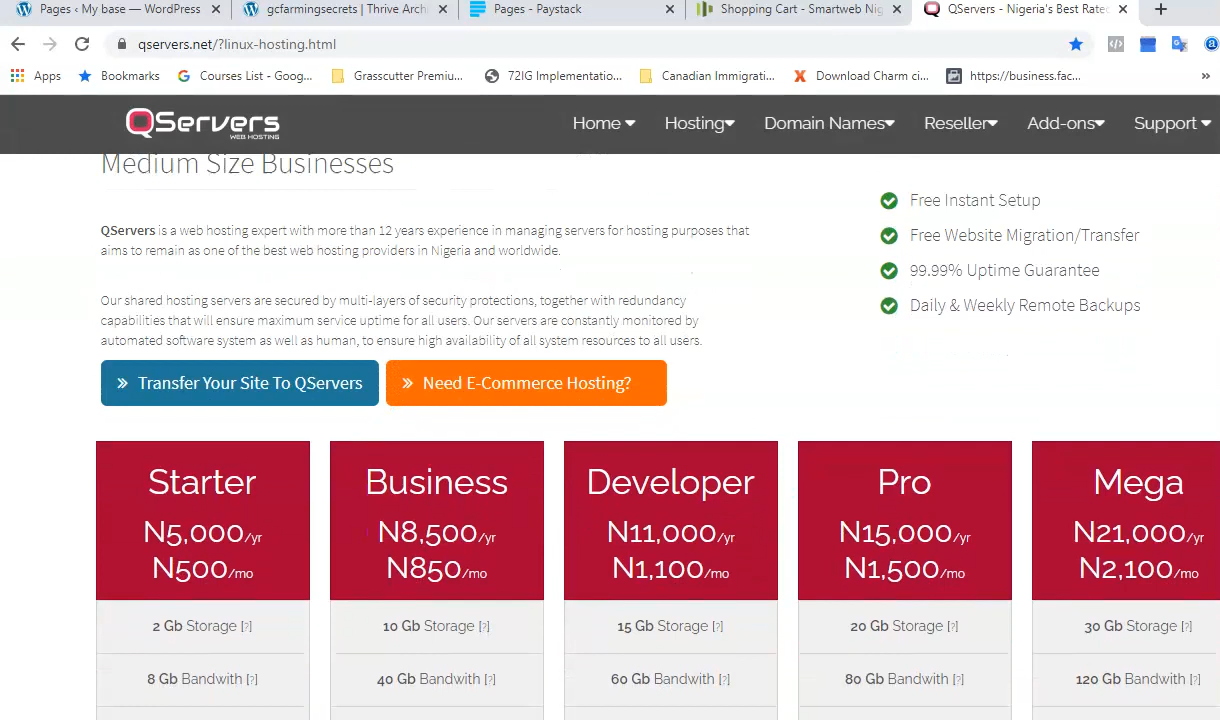 Pages ‹ My base — WordPress
gcfarmingsecrets | Thrive Archi
Pages - Paystack
Shopping Cart - Smartweb Nig
QServers - Nigeria's Best Rated
qservers.net/?linux-hosting.html
Apps
Bookmarks
Courses List - Goog...
Grasscutter Premiu...
72IG Implementatio...
Canadian Immigrati...
Download Charm ci...
https://business.fac...
QServers
WEB HOSTING
Home
Hosting
Domain Names
Reseller
Add-ons
Support
Medium Size Businesses
QServers is a web hosting expert with more than 12 years experience in managing servers for hosting purposes that
aims to remain as one of the best web hosting providers in Nigeria and worldwide.
Our shared hosting servers are secured by multi-layers of security protections, together with redundancy
capabilities that will ensure maximum service uptime for all users. Our servers are constantly monitored by
automated software system as well as human, to ensure high availability of all system resources to all users.
Free Instant Setup
Free Website Migration/Transfer
99.99% Uptime Guarantee
Daily & Weekly Remote Backups
» Transfer Your Site To QServers
» Need E-Commerce Hosting?
Starter
N5,000/yr
N500/mo
2 Gb Storage [?]
8 Gb Bandwith [?]
Business
N8,500/yr
N850/mo
10 Gb Storage [?]
40 Gb Bandwith [?]
Developer
N11,000/yr
N1,100/mo
15 Gb Storage [?]
60 Gb Bandwith [?]
Pro
N15,000/yr
N1,500/mo
20 Gb Storage [?]
80 Gb Bandwith [?]
Mega
N21,000/yr
N2,100/mo
30 Gb Storage [?]
120 Gb Bandwith [?]